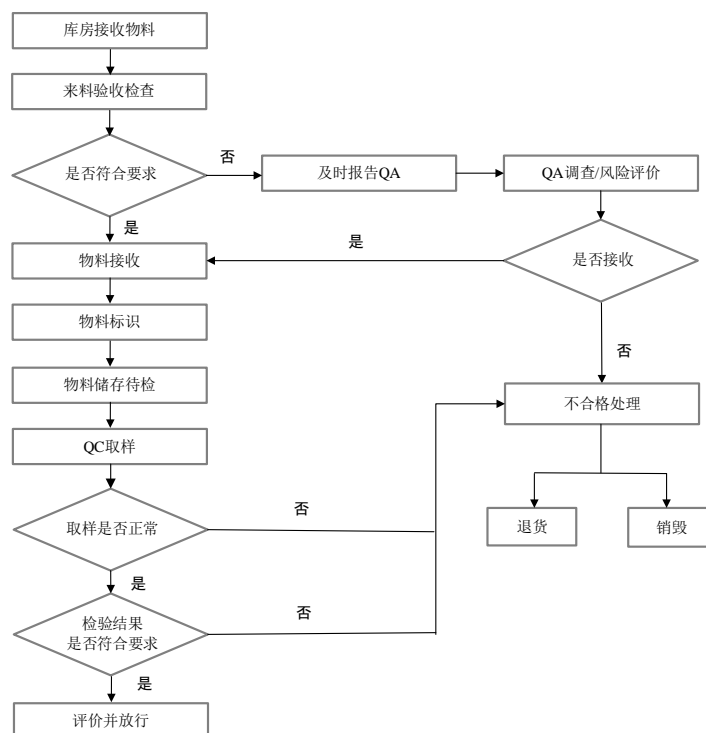 库房接收物料
来料验收检查
是否符合要求
否
及时报告QA
QA调查/风险评价
是
是
物料接收
是否接收
物料标识
否
物料储存待检
不合格处理
QC取样
取样是否正常
否
退货
销毁
是
检验结果
是否符合要求
否
是
评价并放行